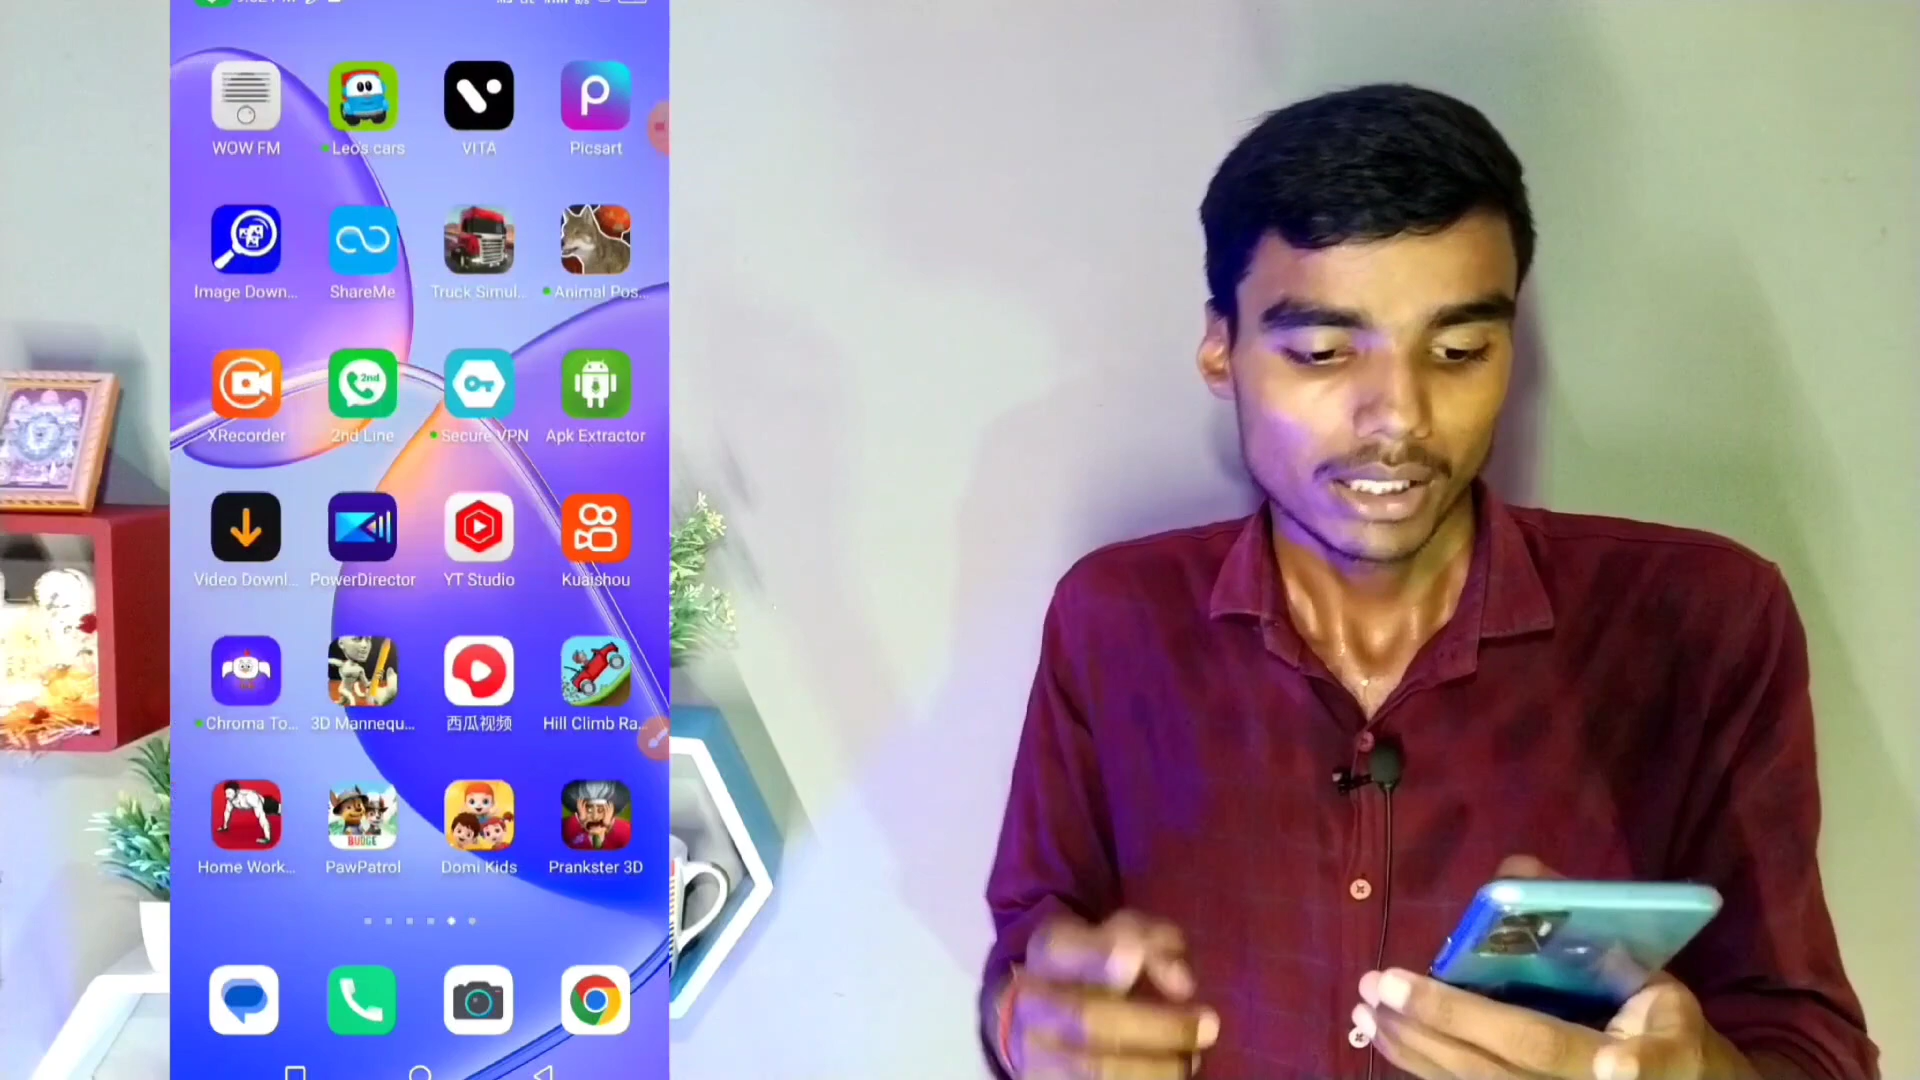 WOW FM
Leo's cars
VITA
Picsart
Image Down...
ShareMe
Truck Simul...
Animal Pos...
2nd
XRecorder
2nd Line
Secure VPN
Apk Extractor
Video Downl...
PowerDirector
YT Studio
Kuaishou
Chroma To...
3D Mannequ...
西瓜视频
Hill Climb Ra...
BUDGE
Home Work...
PawPatrol
Domi Kids
Prankster 3D